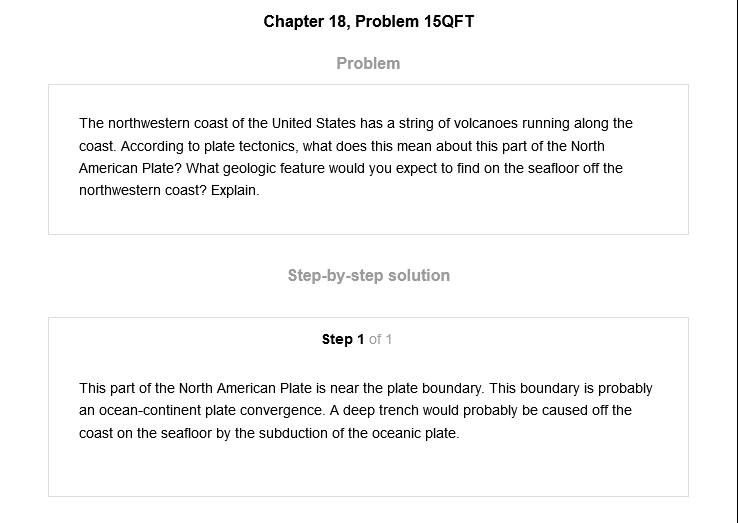 Chapter 18, Problem 15QFT
Problem
The northwestern coast of the United States has a string of volcanoes running along the
coast. According to plate tectonics, what does this mean about this part of the North
American Plate? What geologic feature would you expect to find on the seafloor off the
northwestern coast? Explain.
Step-by-step solution
Step 1 of 1
This part of the North American Plate is near the plate boundary. This boundary is probably
an ocean-continent plate convergence. A deep trench would probably be caused off the
coast on the seafloor by the subduction of the oceanic plate.